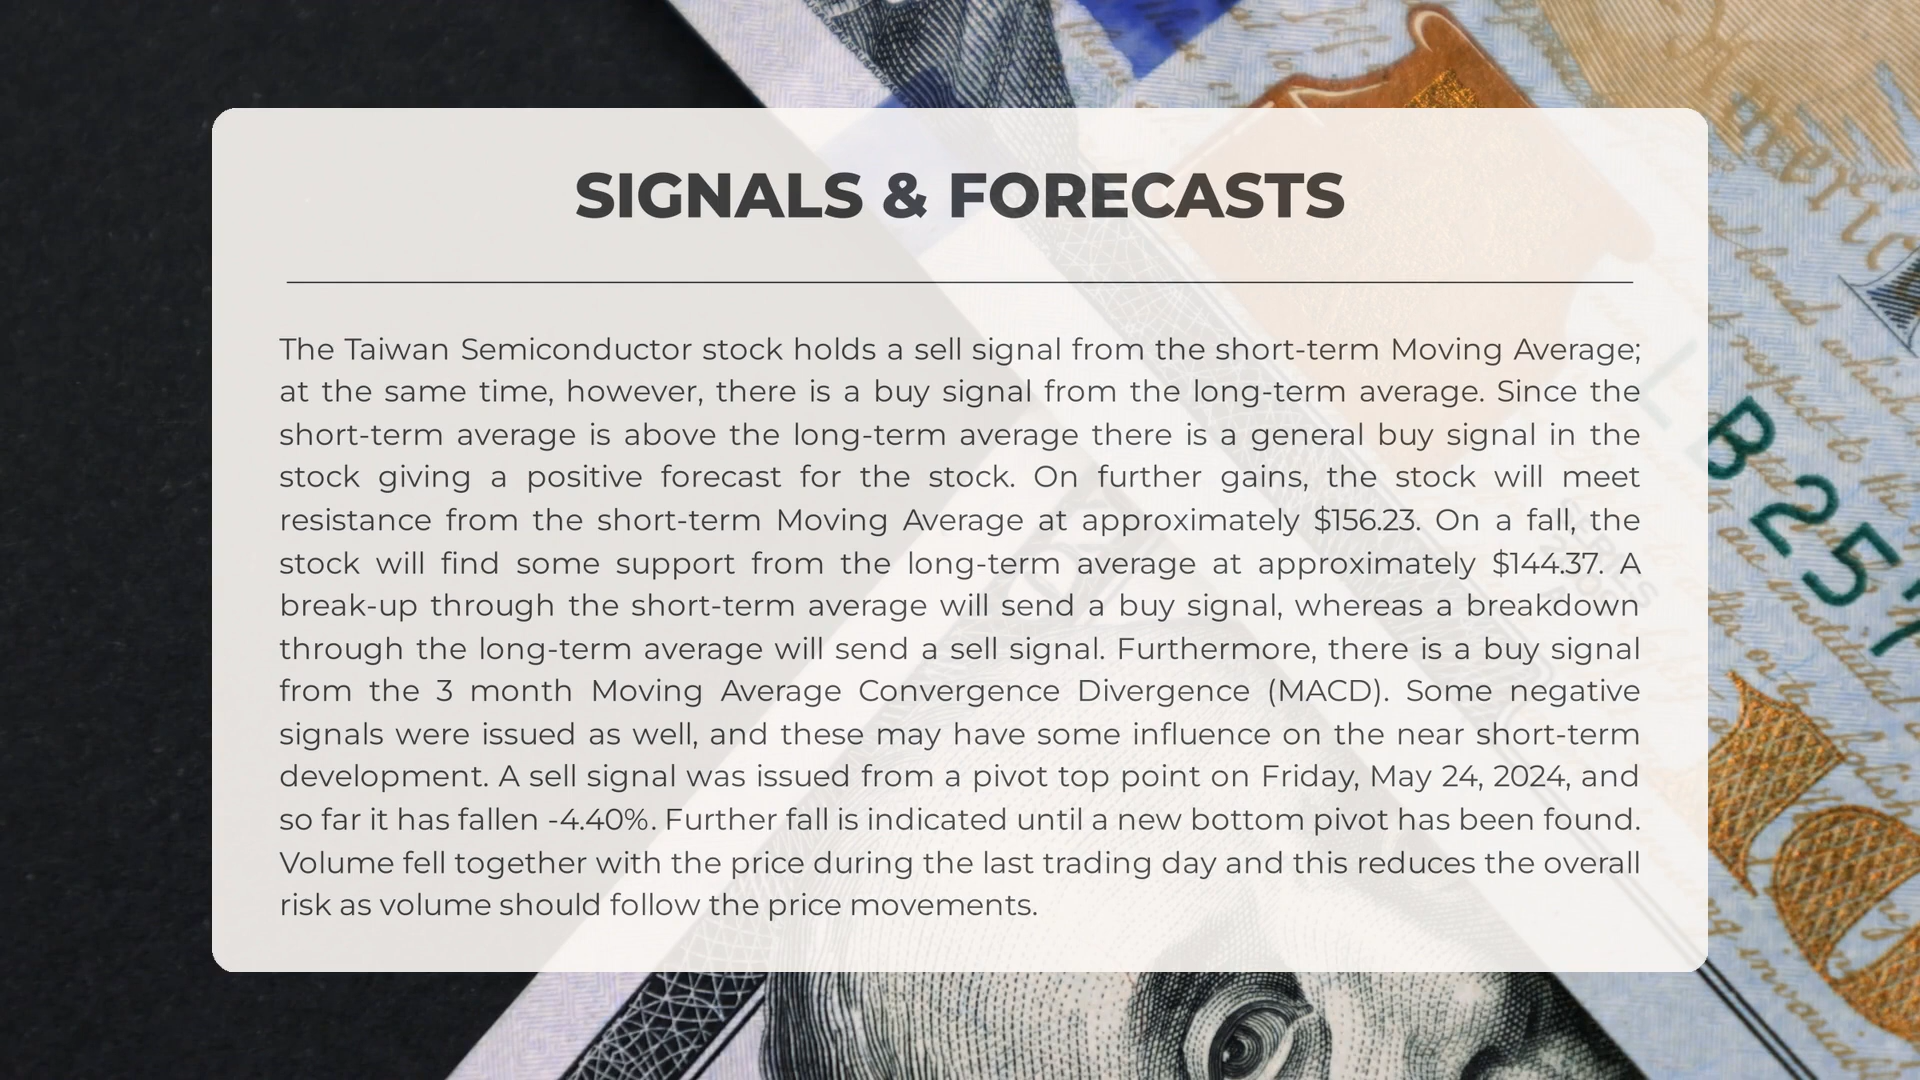 SIGNALS & FORECASTS
The Taiwan Semiconductor stock holds a sell signal from the short-term Moving Average;
at the same time, however, there is a buy signal from the long-term average. Since the
short-term average is above the long-term average there is a general buy signal in the
stock giving a positive forecast for the stock. On further gains, the stock will meet
resistance from the short-term Moving Average at approximately $156.23. On a fall, the
stock will find some support from the long-term average at approximately $144.37. A
break-up through the short-term average will send a buy signal, whereas a breakdown
through the long-term average will send a sell signal. Furthermore, there is a buy signal
from the 3 month Moving Average Convergence Divergence (MACD). Some negative
signals were issued as well, and these may have some influence on the near short-term
development. A sell signal was issued from a pivot top point on Friday, May 24, 2024, and
so far it has fallen -4.40%. Further fall is indicated until a new bottom pivot has been found.
Volume fell together with the price during the last trading day and this reduces the overall
risk as volume should follow the price movements.
L B 2 5